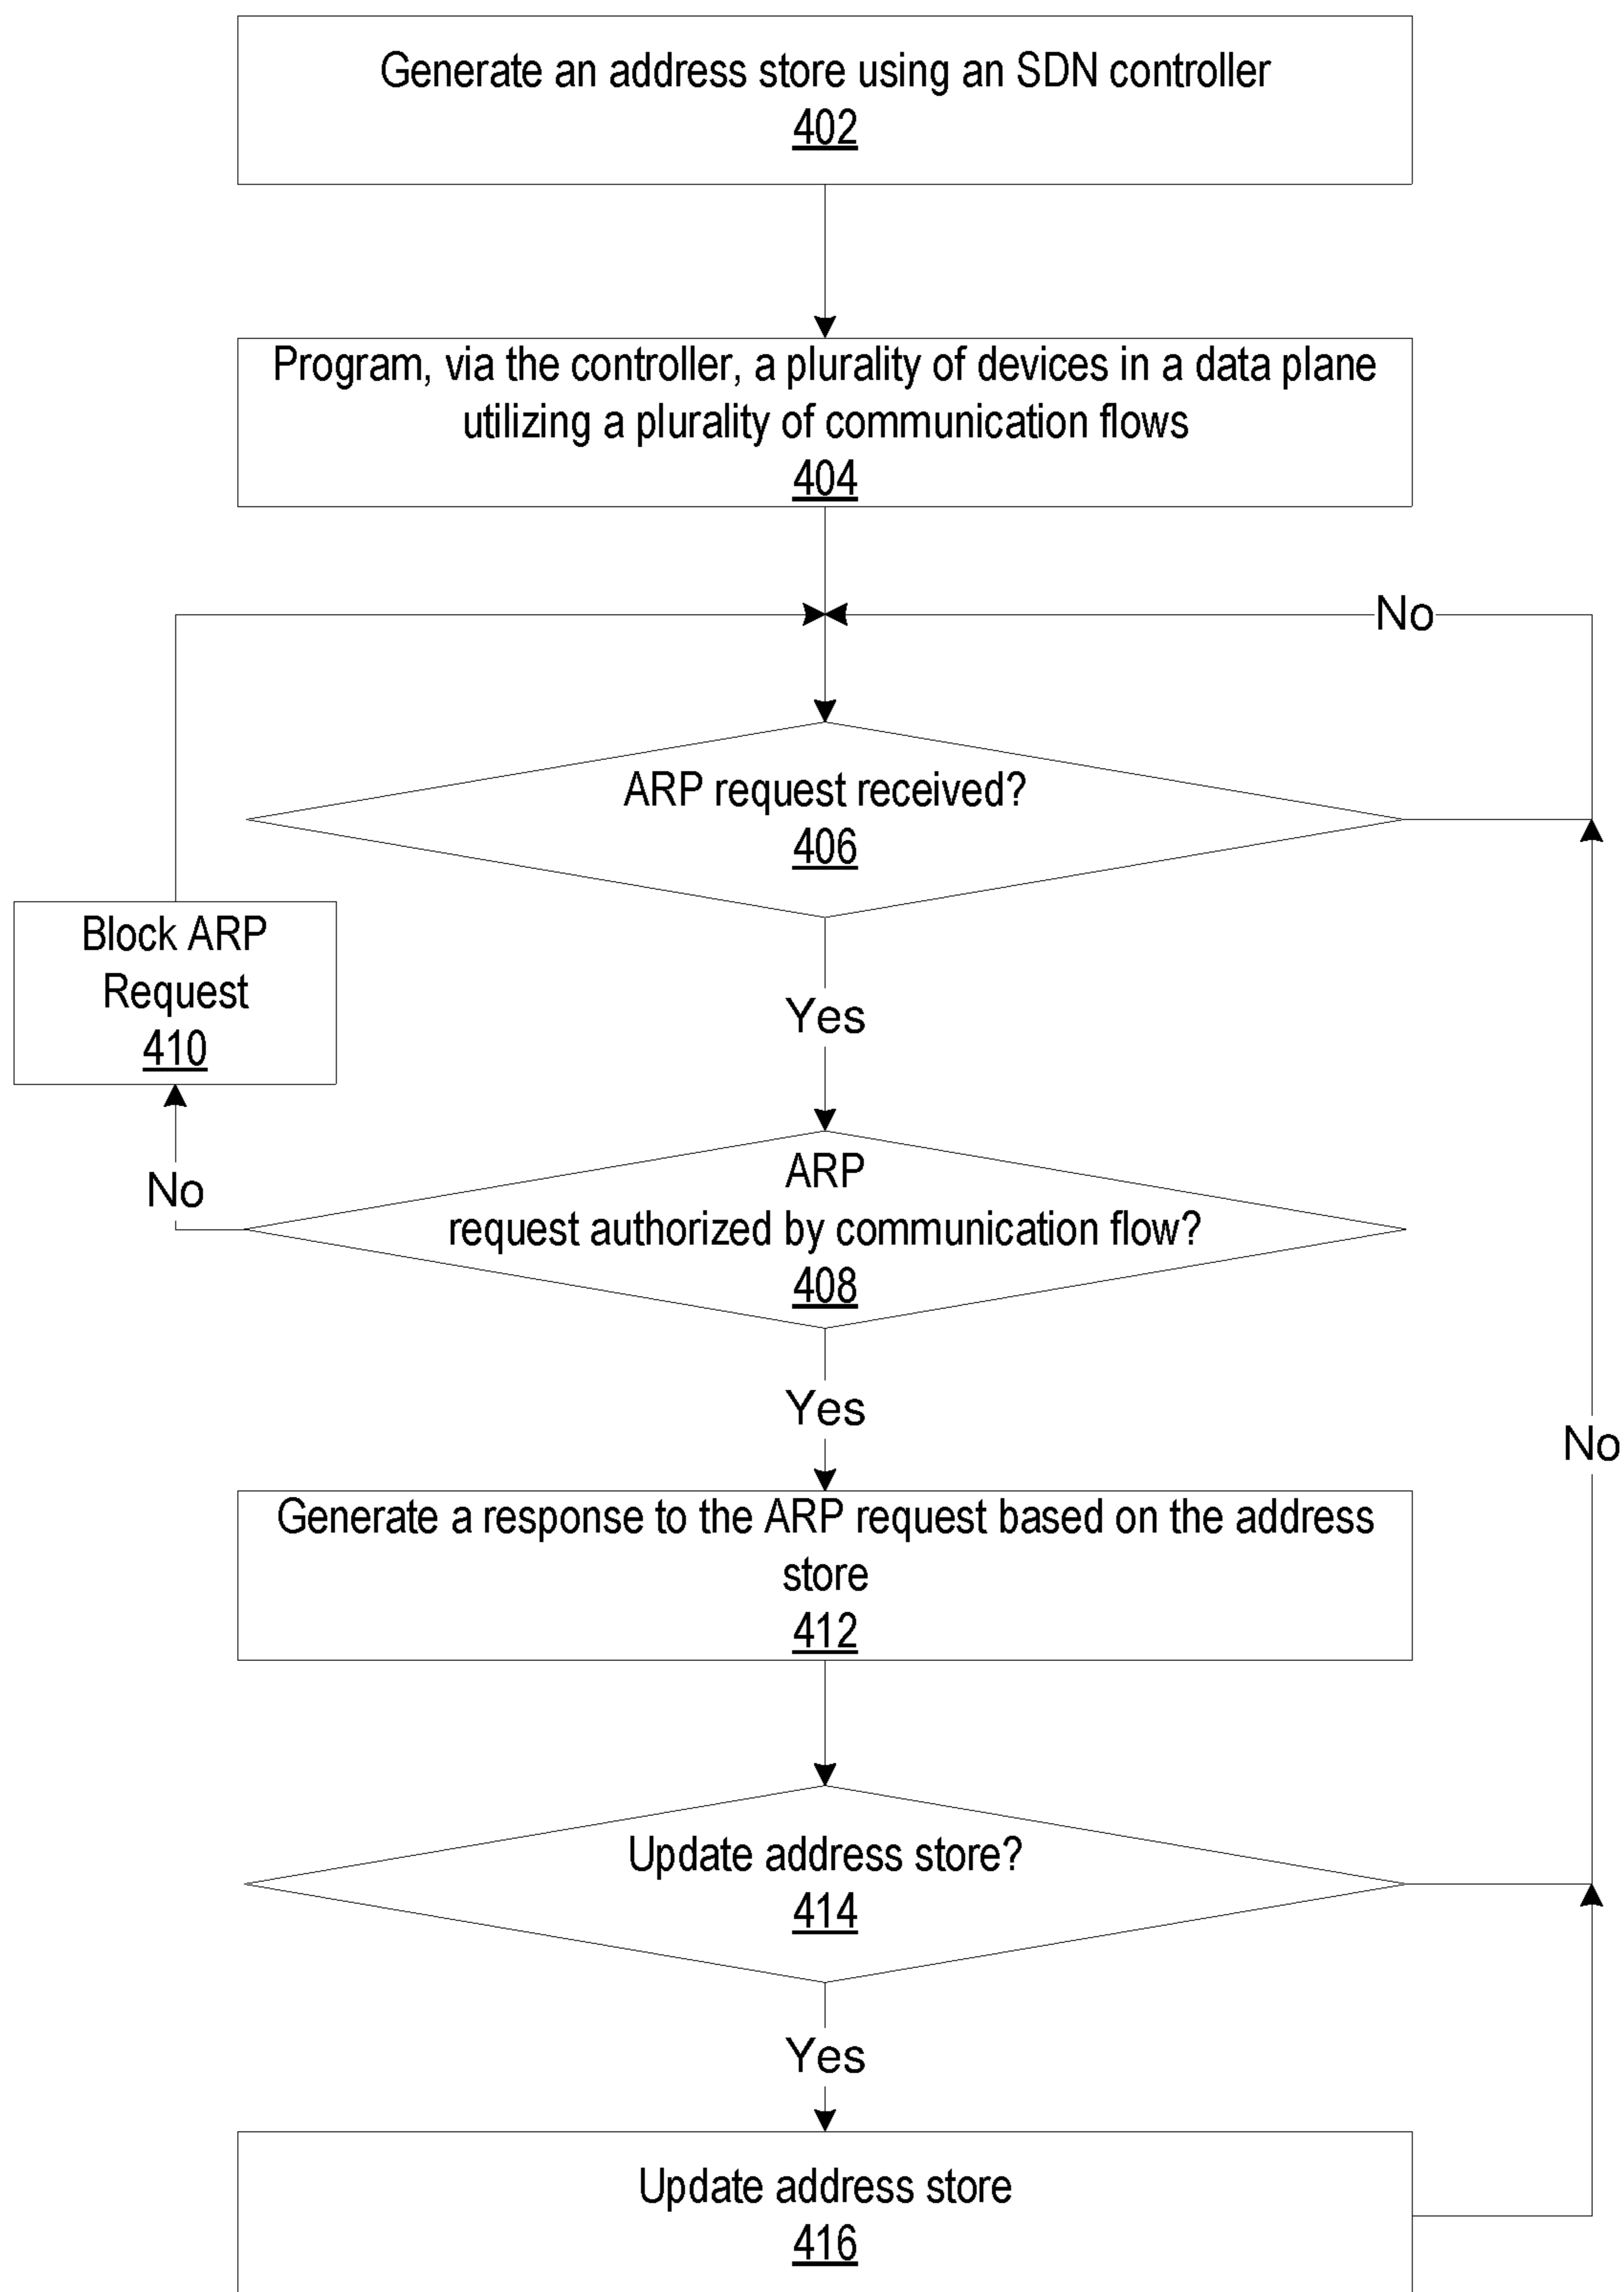 Generate an address store using an SDN controller
402
Program, via the controller, a plurality of devices in a data plane
utilizing a plurality of communication flows
404
No
ARP request received?
406
Block ARP
Request
410
Yes
ARP
request authorized by communication flow?
408
No
Yes
Generate a response to the ARP request based on the address
store
412
No
Update address store?
414
Yes
Update address store
416